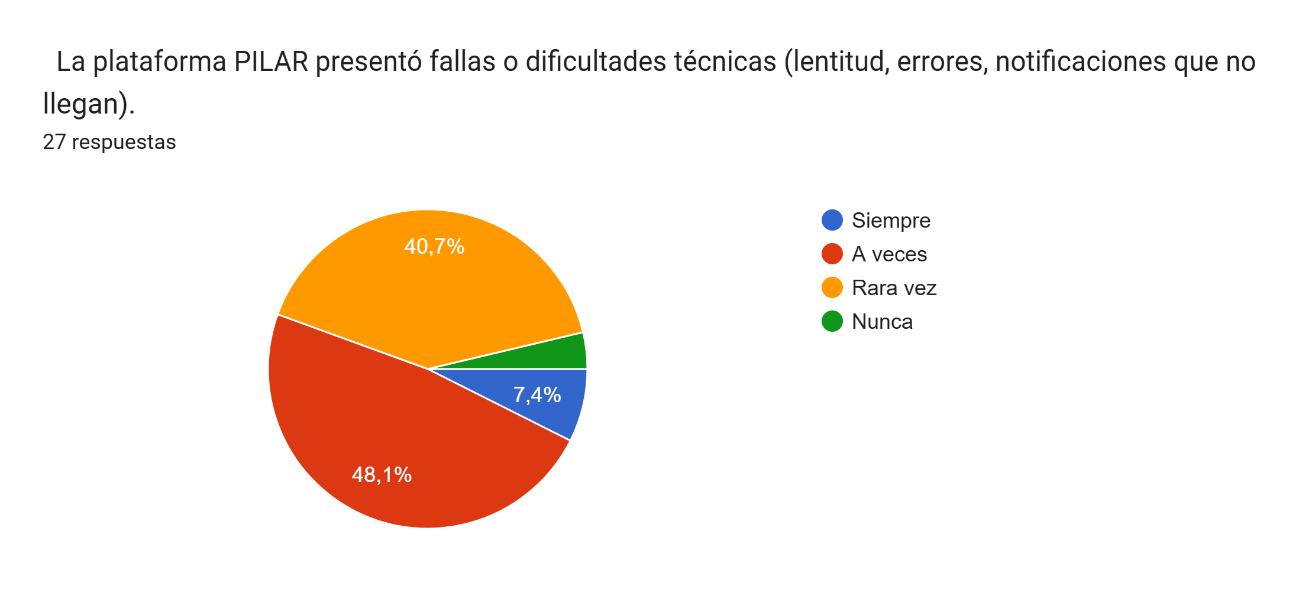 La plataforma PILAR presentó fallas o dificultades técnicas (lentitud, errores, notificaciones que no
llegan).
27 respuestas
40,7%
7,4%
48,1%
Siempre
A veces
Rara vez
Nunca